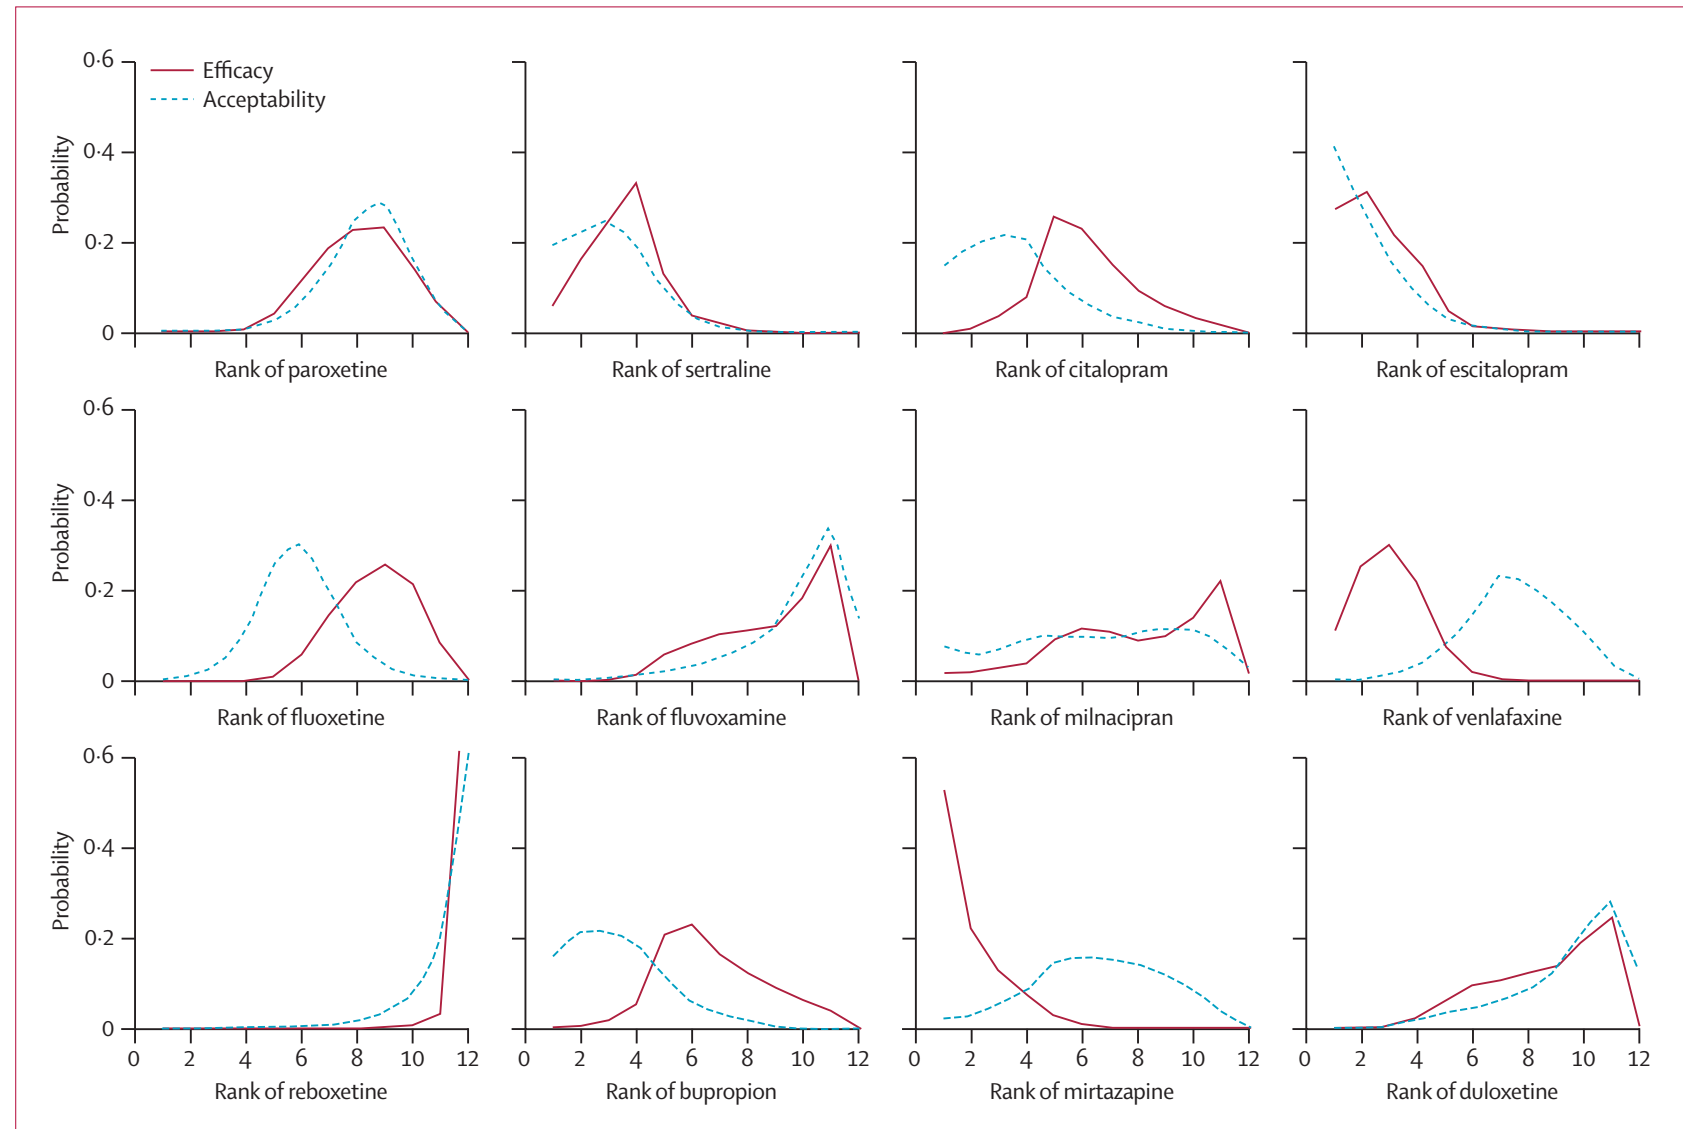 0·6
Efficacy
Acceptability
0·4
Probability
0·2
0
Rank of paroxetine
Rank of sertraline
Rank of citalopram
Rank of escitalopram
0·6
0·4
Probability
0·2
0
Rank of fluoxetine
Rank of fluvoxamine
Rank of milnacipran
Rank of venlafaxine
0·6
0·4
Probability
0·2
0
0 2 4 6 8 10 12
0 2 4 6 8 10 12
0 2 4 6 8 10 12
0 2 4 6 8 10 12
Rank of reboxetine
Rank of bupropion
Rank of mirtazapine
Rank of duloxetine